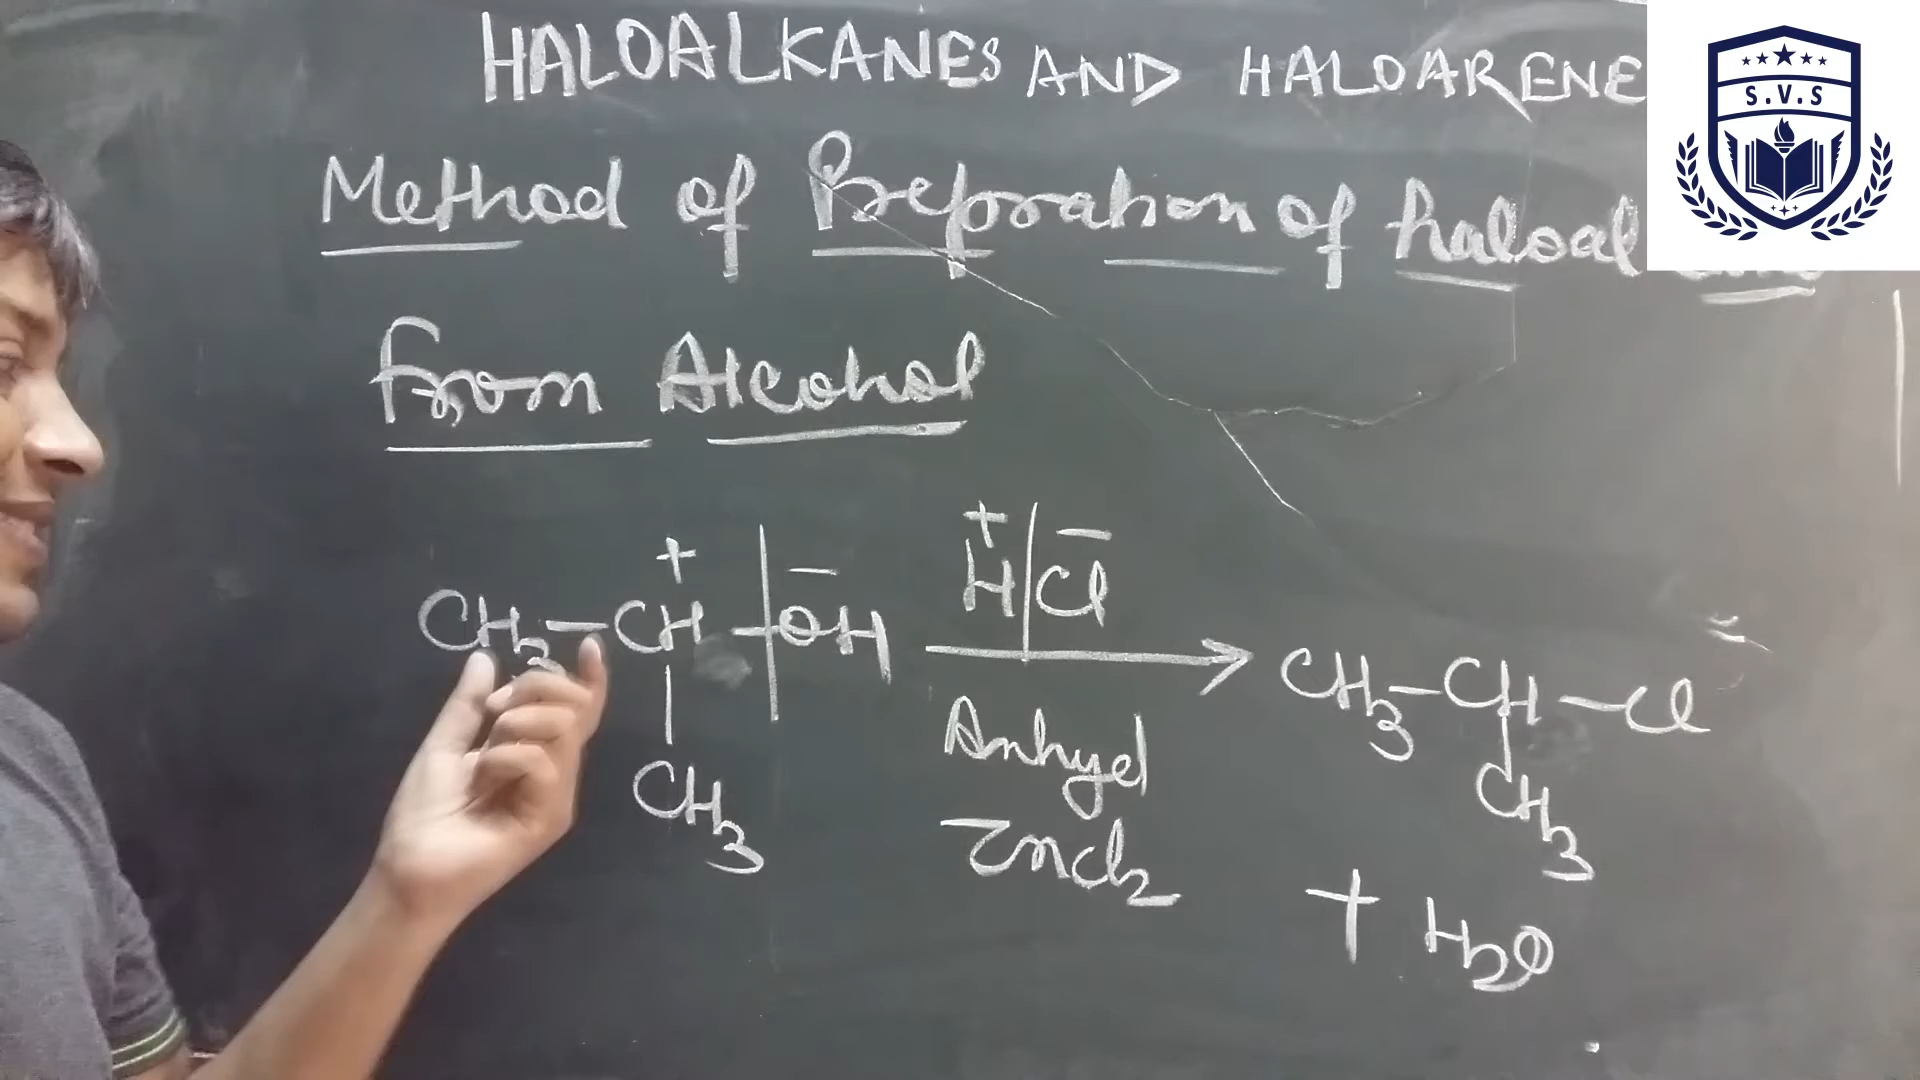 HALOALKANES AND HALOARENE
S.V.S
Method of Prepration of haloal
From Alcohol
+ − + −
CH3−CH−OH H Cl CH3−CH−Cl
CH3 Anhyd CH3
ZnCl2
+ H2O